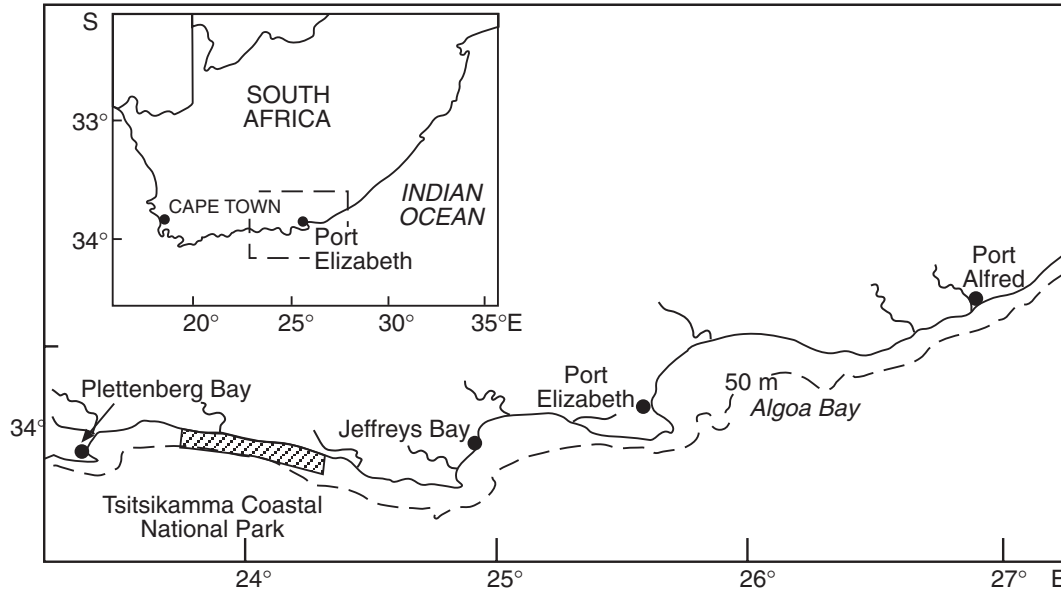 S
33°
34°
SOUTH
AFRICA
CAPE TOWN
INDIAN
OCEAN
Port
Elizabeth
20°
25°
30°
35°E
Port
Alfred
Plettenberg Bay
Port
Elizabeth
50 m
Algoa Bay
34°
Jeffreys Bay
Tsitsikamma Coastal
National Park
24°
25°
26°
27°
E